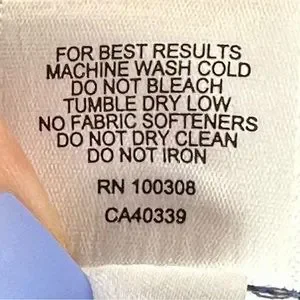 FOR BEST RESULTS
MACHINE WASH COLD
DO NOT BLEACH
TUMBLE DRY LOW
NO FABRIC SOFTENERS
DO NOT DRY CLEAN
DO NOT IRON
RN 100308
CA40339